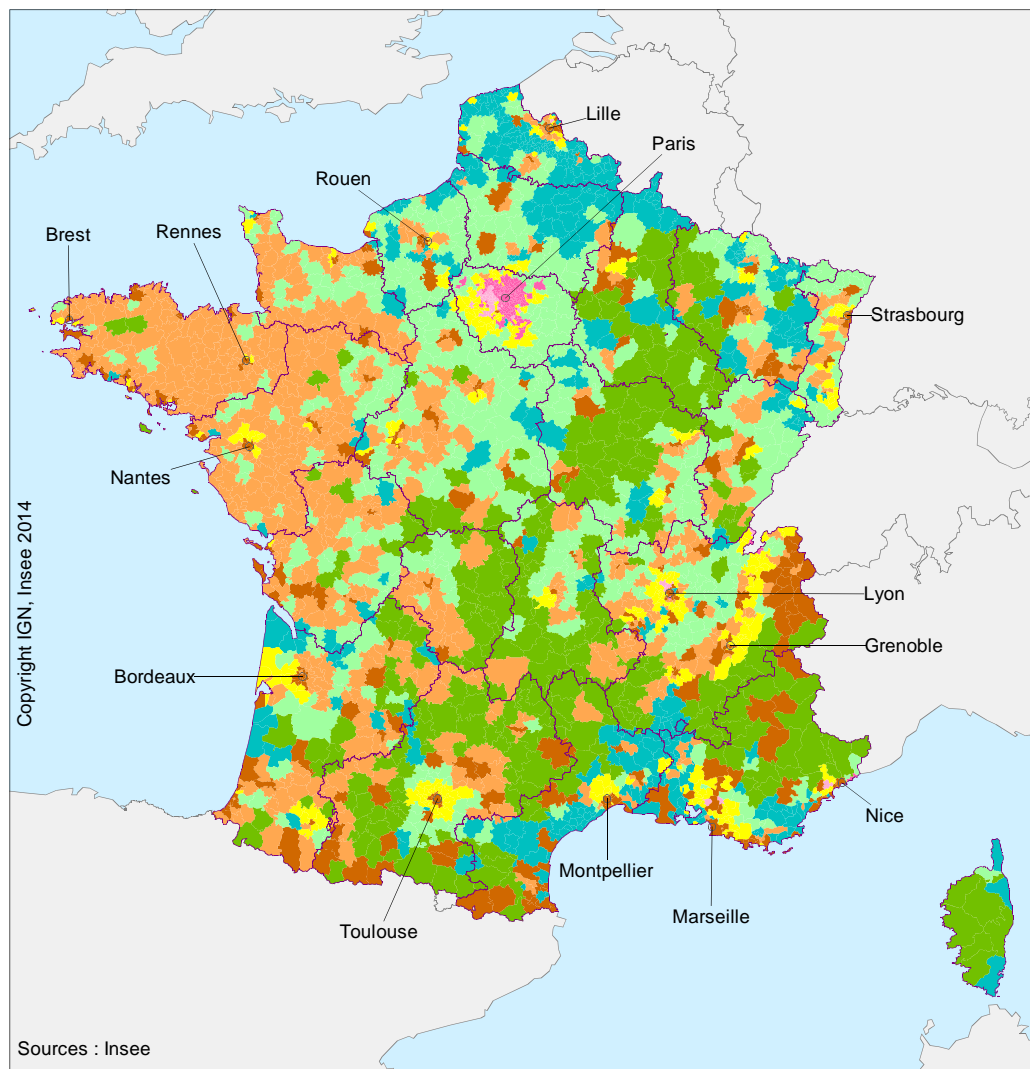 Lille
Paris
Rouen
Brest
Rennes
Strasbourg
Nantes
Copyright IGN, Insee 2014
Lyon
Grenoble
Bordeaux
Nice
Montpellier
Marseille
Toulouse
Sources : Insee